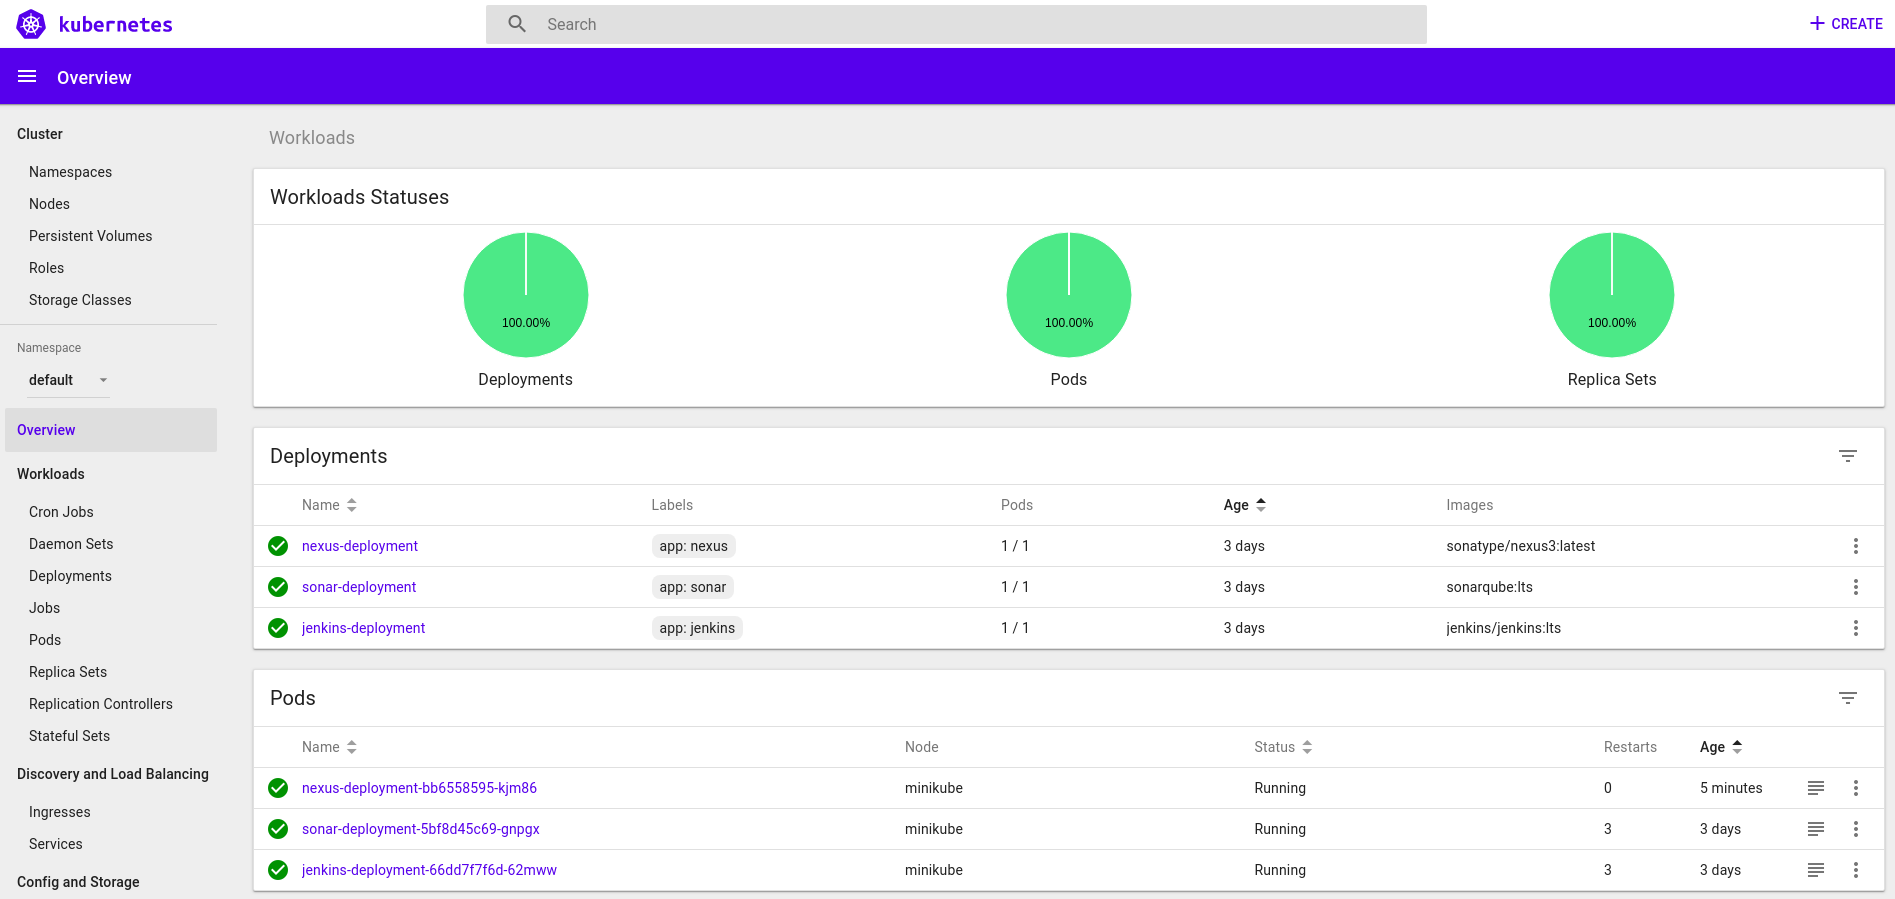 kubernetes
Search
CREATE
Overview
Cluster
Namespaces
Nodes
Persistent Volumes
Roles
Storage Classes
Namespace
default
Overview
Workloads
Cron Jobs
Daemon Sets
Deployments
Jobs
Pods
Replica Sets
Replication Controllers
Stateful Sets
Discovery and Load Balancing
Ingresses
Services
Config and Storage
Workloads
Workloads Statuses
100.00% 100.00% 100.00%
Deployments Pods Replica Sets
Deployments
Name Labels Pods Age Images
nexus-deployment app: nexus 1 / 1 3 days sonatype/nexus3:latest
sonar-deployment app: sonar 1 / 1 3 days sonarqube:lts
jenkins-deployment app: jenkins 1 / 1 3 days jenkins/jenkins:lts
Pods
Name Node Status Restarts Age
nexus-deployment-bb6558595-kjm86 minikube Running 0 5 minutes
sonar-deployment-5bf8d45c69-gnpgx minikube Running 3 3 days
jenkins-deployment-66dd7f7f6d-62mww minikube Running 3 3 days